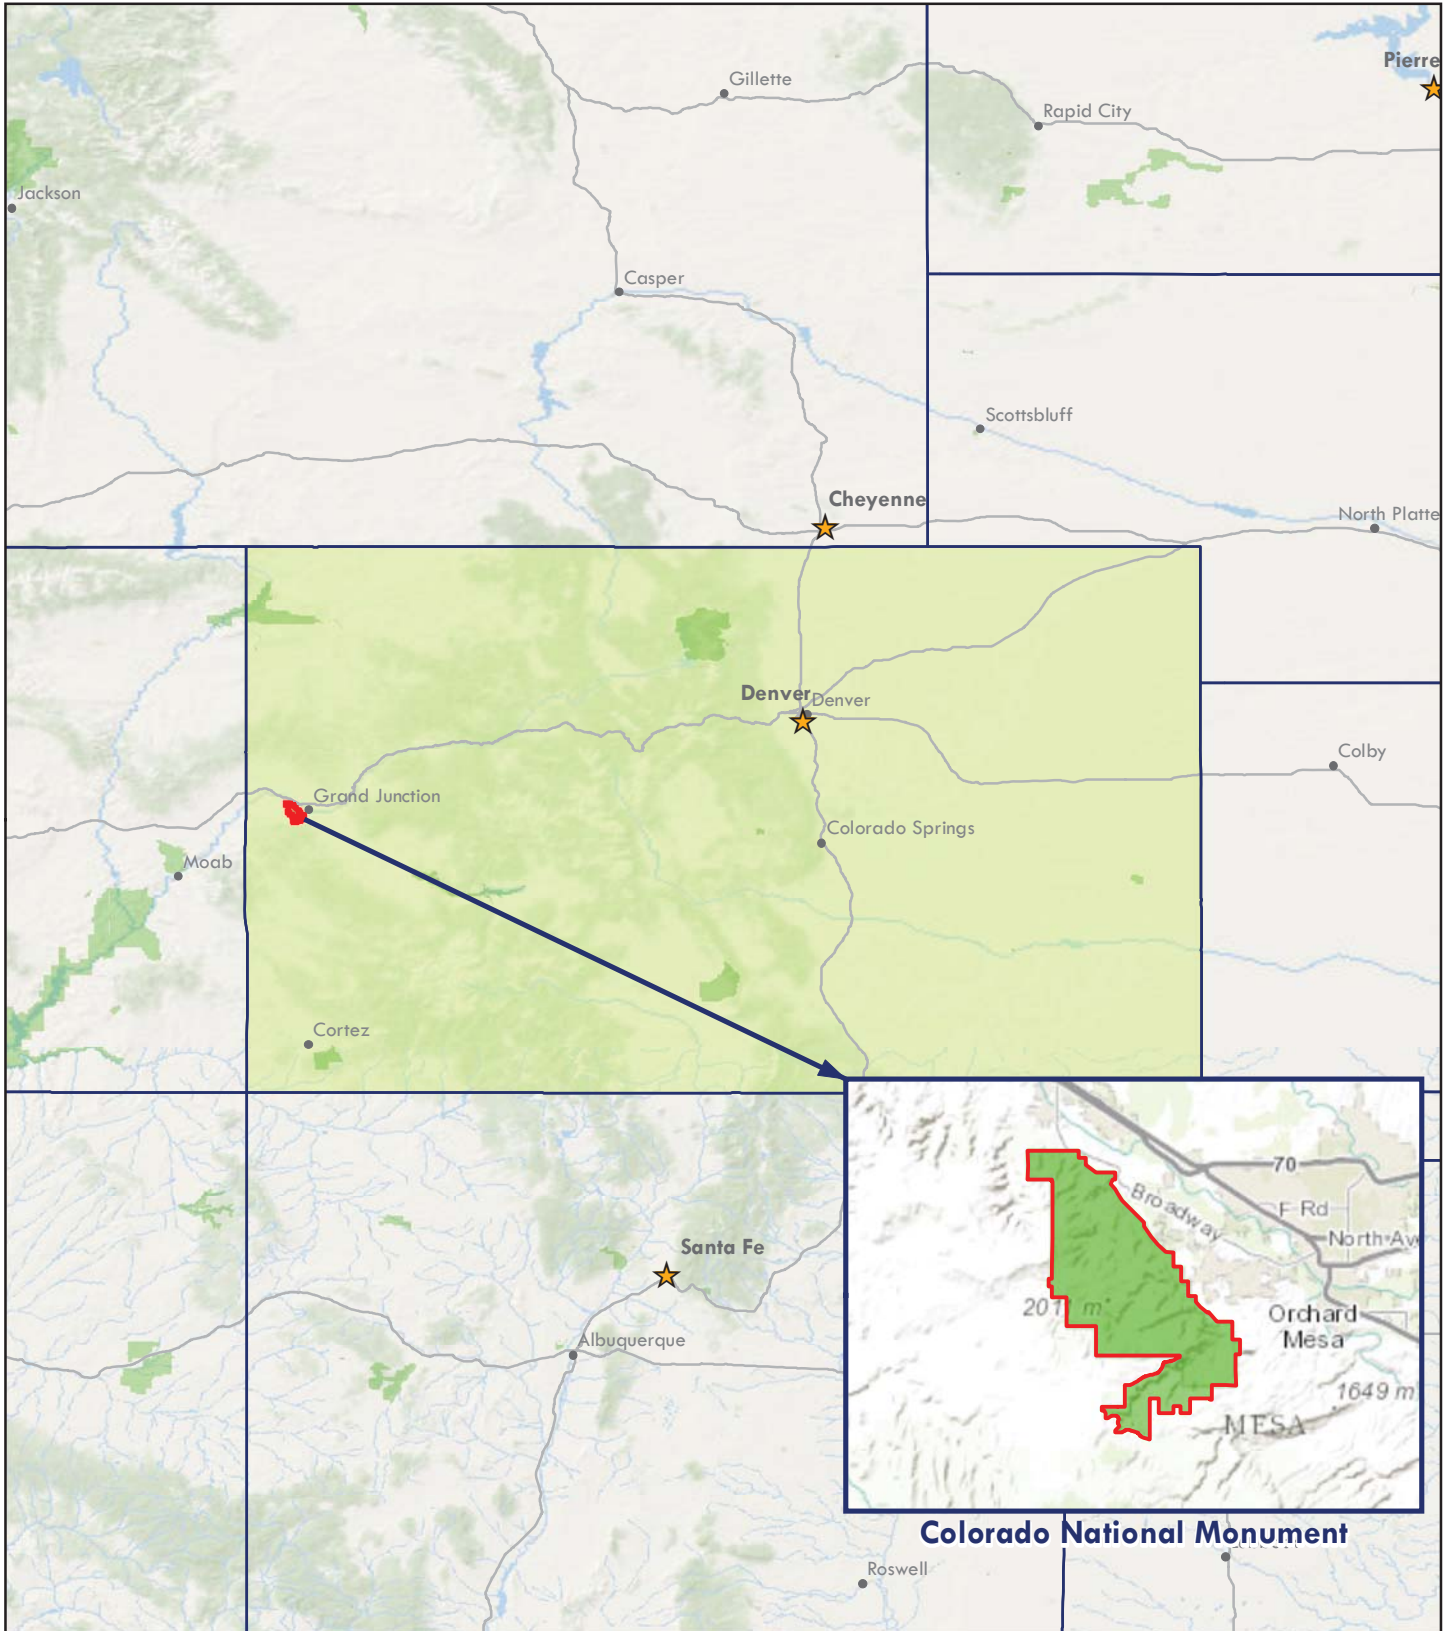 Pierre
Gillette
Rapid City
Jackson
Casper
Scottsbluff
Cheyenne
North Platte
Denver
Denver
Colby
Grand Junction
Colorado Springs
Moab
Cortez
70
Broadway
F Rd
North Av
Santa Fe
2011 m
Orchard
Mesa
Albuquerque
1649 m
MESA
Colorado National Monument
Roswell